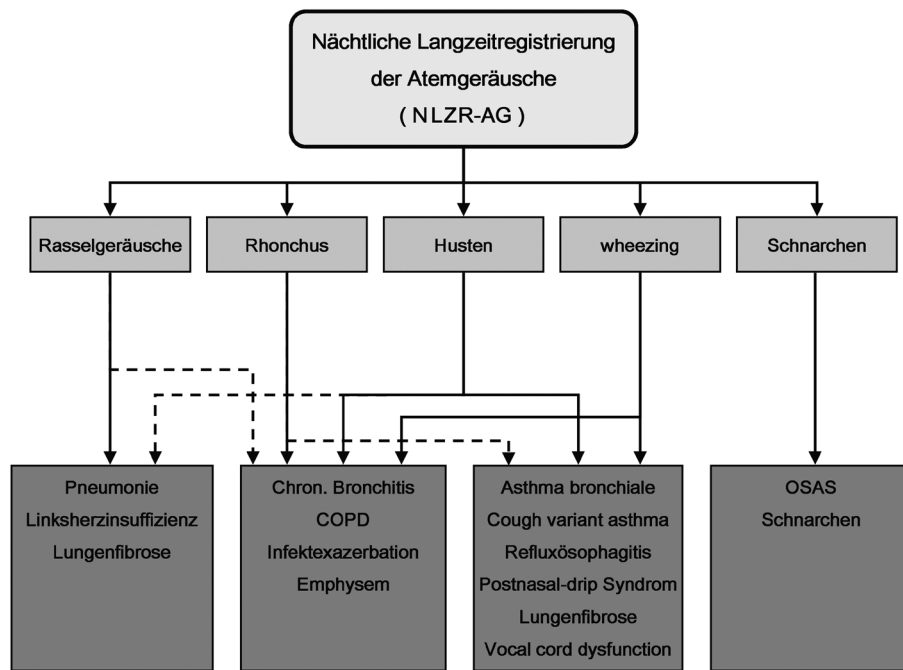 Nächtliche Langzeitregistrierung
der Atemgeräusche
( NLZR-AG )
Rasselgeräusche
Rhonchus
Husten
wheezing
Schnarchen
Pneumonie
Linksherzinsuffizienz
Lungenfibrose
Chron. Bronchitis
COPD
Infektexazerbation
Emphysem
Asthma bronchiale
Cough variant asthma
Refluxösophagitis
Postnasal-drip Syndrom
Lungenfibrose
Vocal cord dysfunction
OSAS
Schnarchen